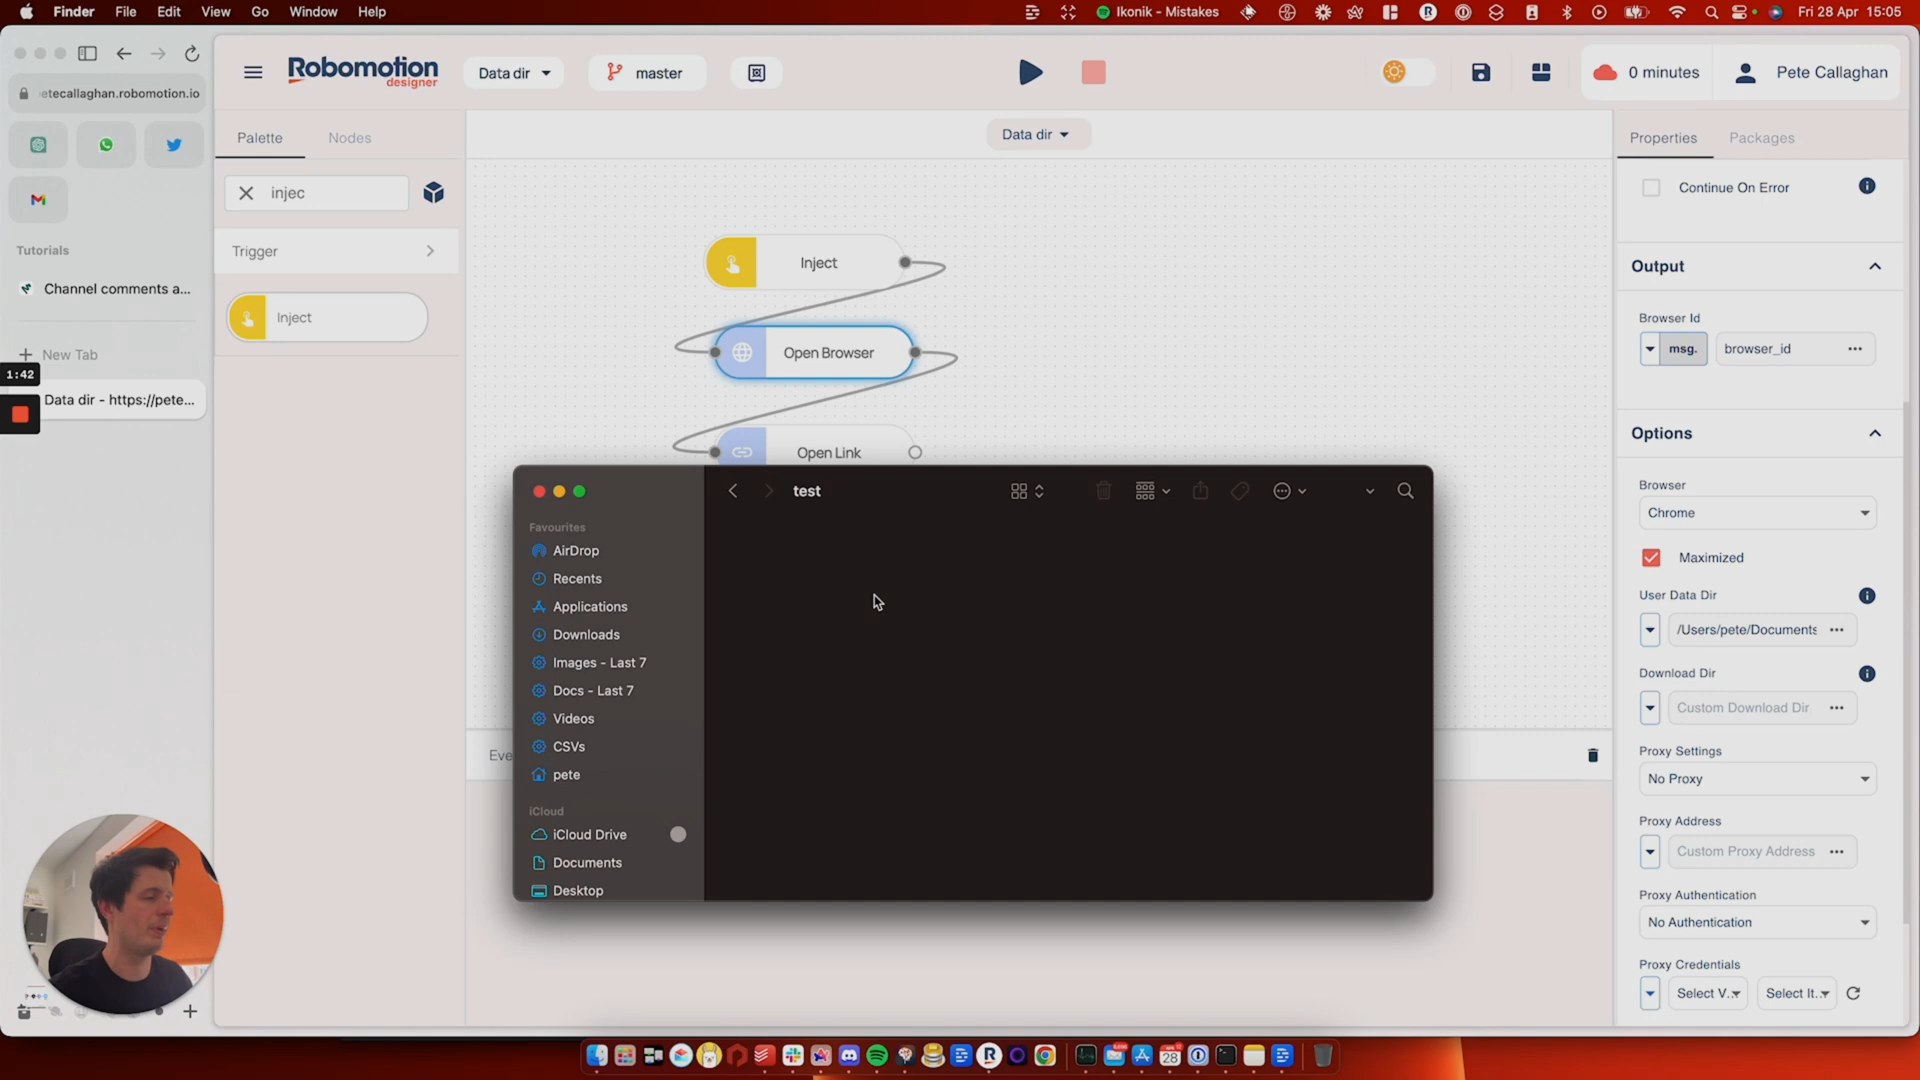 Finder File Edit View Go Window Help
Ikonik - Mistakes
Fri 28 Apr 15:05
etecallaghan.robomotion.io
Tutorials
Channel comments a...
New Tab
1:42
Data dir - https://pete...
Robomotion
designer
Data dir
master
0 minutes
Pete Callaghan
Palette
Nodes
injec
Trigger
Inject
Data dir
Inject
Open Browser
Open Link
Eve
test
Favourites
AirDrop
Recents
Applications
Downloads
Images - Last 7
Docs - Last 7
Videos
CSVs
pete
iCloud
iCloud Drive
Documents
Desktop
Properties
Packages
Continue On Error
Output
Browser Id
msg.
browser_id
Options
Browser
Chrome
Maximized
User Data Dir
/Users/pete/Documents
Download Dir
Custom Download Dir
Proxy Settings
No Proxy
Proxy Address
Custom Proxy Address
Proxy Authentication
No Authentication
Proxy Credentials
Select V..
Select It..
28